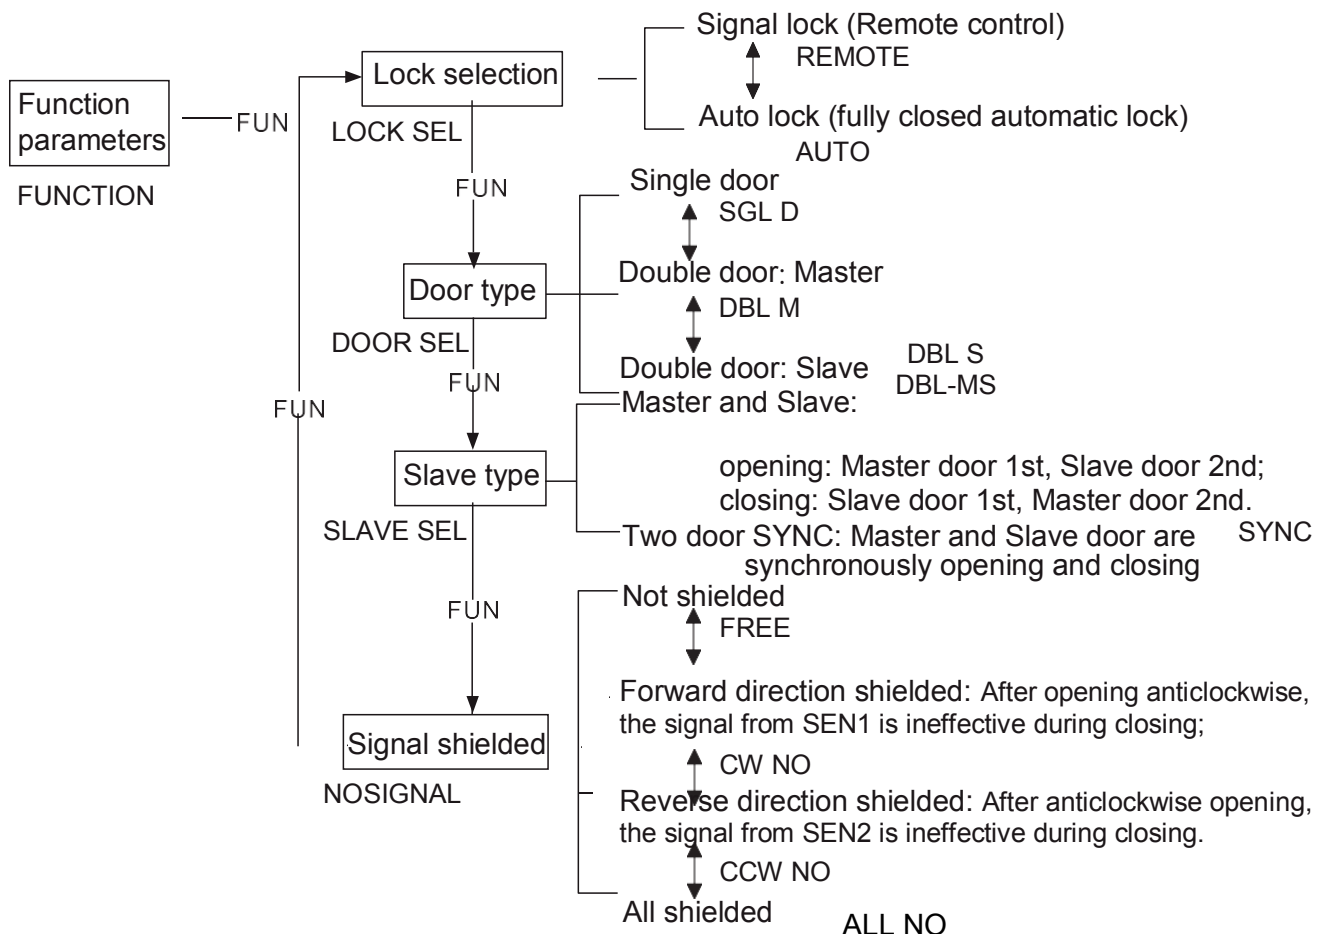 Signal lock (Remote control)
REMOTE
Lock selection
Function
parameters
FUN
LOCK SEL
Auto lock (fully closed automatic lock)
AUTO
FUNCTION
FUN
Single door
SGL D
Double door: Master
Door type
DBL M
DOOR SEL
DBL S
Double door: Slave
DBL-MS
FUN
FUN
Master and Slave:
Slave type
opening: Master door 1st, Slave door 2nd;
closing: Slave door 1st, Master door 2nd.
SLAVE SEL
Two door SYNC: Master and Slave door are SYNC
synchronously opening and closing
FUN
Not shielded
FREE
Forward direction shielded: After opening anticlockwise,
the signal from SEN1 is ineffective during closing;
Signal shielded
CW NO
NOSIGNAL
Reverse direction shielded: After anticlockwise opening,
the signal from SEN2 is ineffective during closing.
CCW NO
All shielded
ALL NO